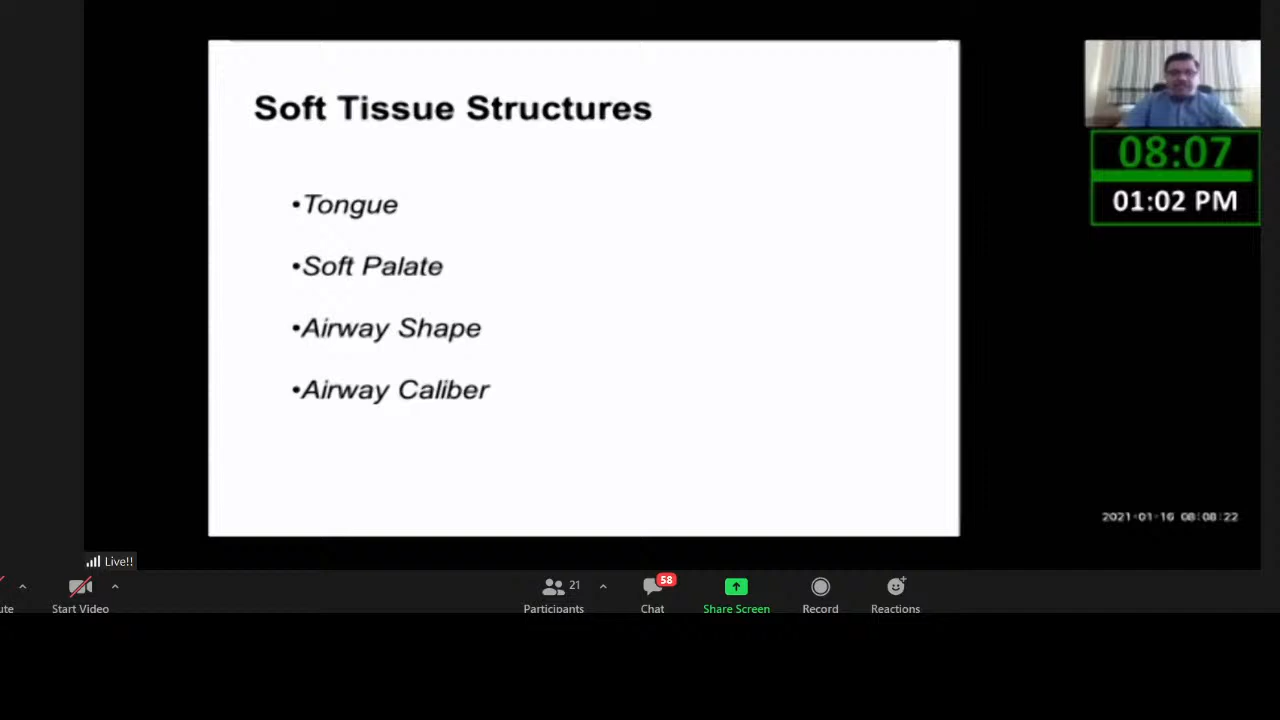 Soft Tissue Structures
•Tongue
•Soft Palate
•Airway Shape
•Airway Caliber
08:07
01:02 PM
2021-01-16 08:08:22
Live!!
ute
Start Video
21
Participants
58
Chat
Share Screen
Record
Reactions